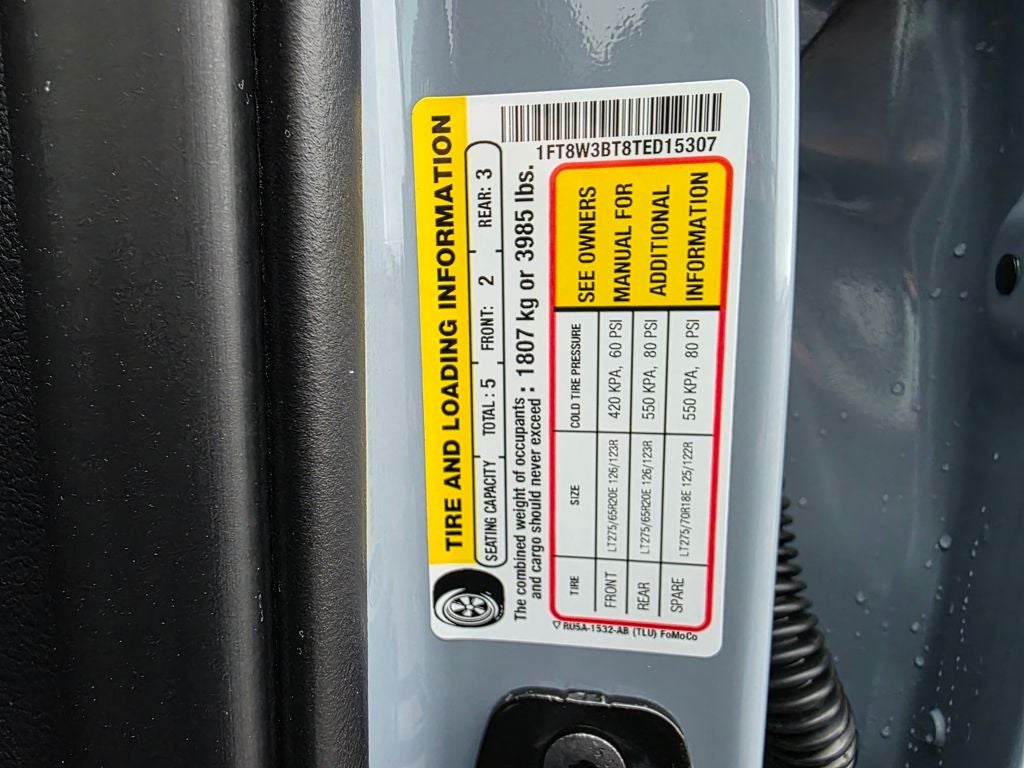 1FT8W3BT8TED15307
TIRE AND LOADING INFORMATION
SEATING CAPACITY TOTAL : 5 FRONT: 2 REAR: 3
The combined weight of occupants
and cargo should never exceed : 1807 kg or 3985 lbs.
TIRE SIZE COLD TIRE PRESSURE
FRONT LT275/65R20E 126/123R 420 KPA, 60 PSI
REAR LT275/65R20E 126/123R 550 KPA, 80 PSI
SPARE LT275/70R18E 125/122R 550 KPA, 80 PSI
SEE OWNERS
MANUAL FOR
ADDITIONAL
INFORMATION
▽ RU5A-1532-AB (TLU) FoMoCo